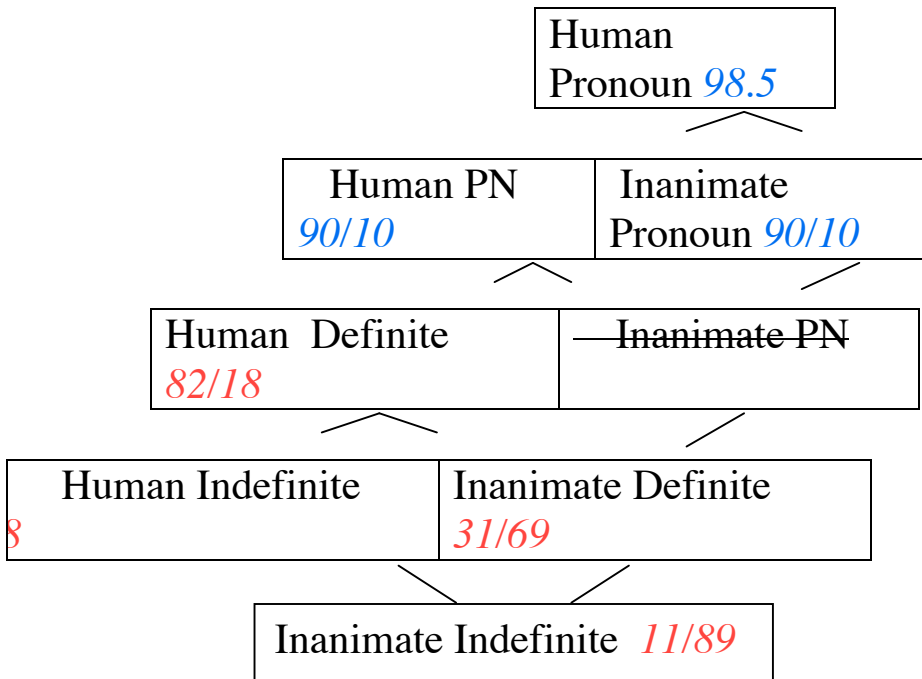 Human
Pronoun 98.5
Human PN
90/10
Inanimate
Pronoun 90/10
Human Definite
82/18
Inanimate PN
Human Indefinite
8
Inanimate Definite
31/69
Inanimate Indefinite 11/89